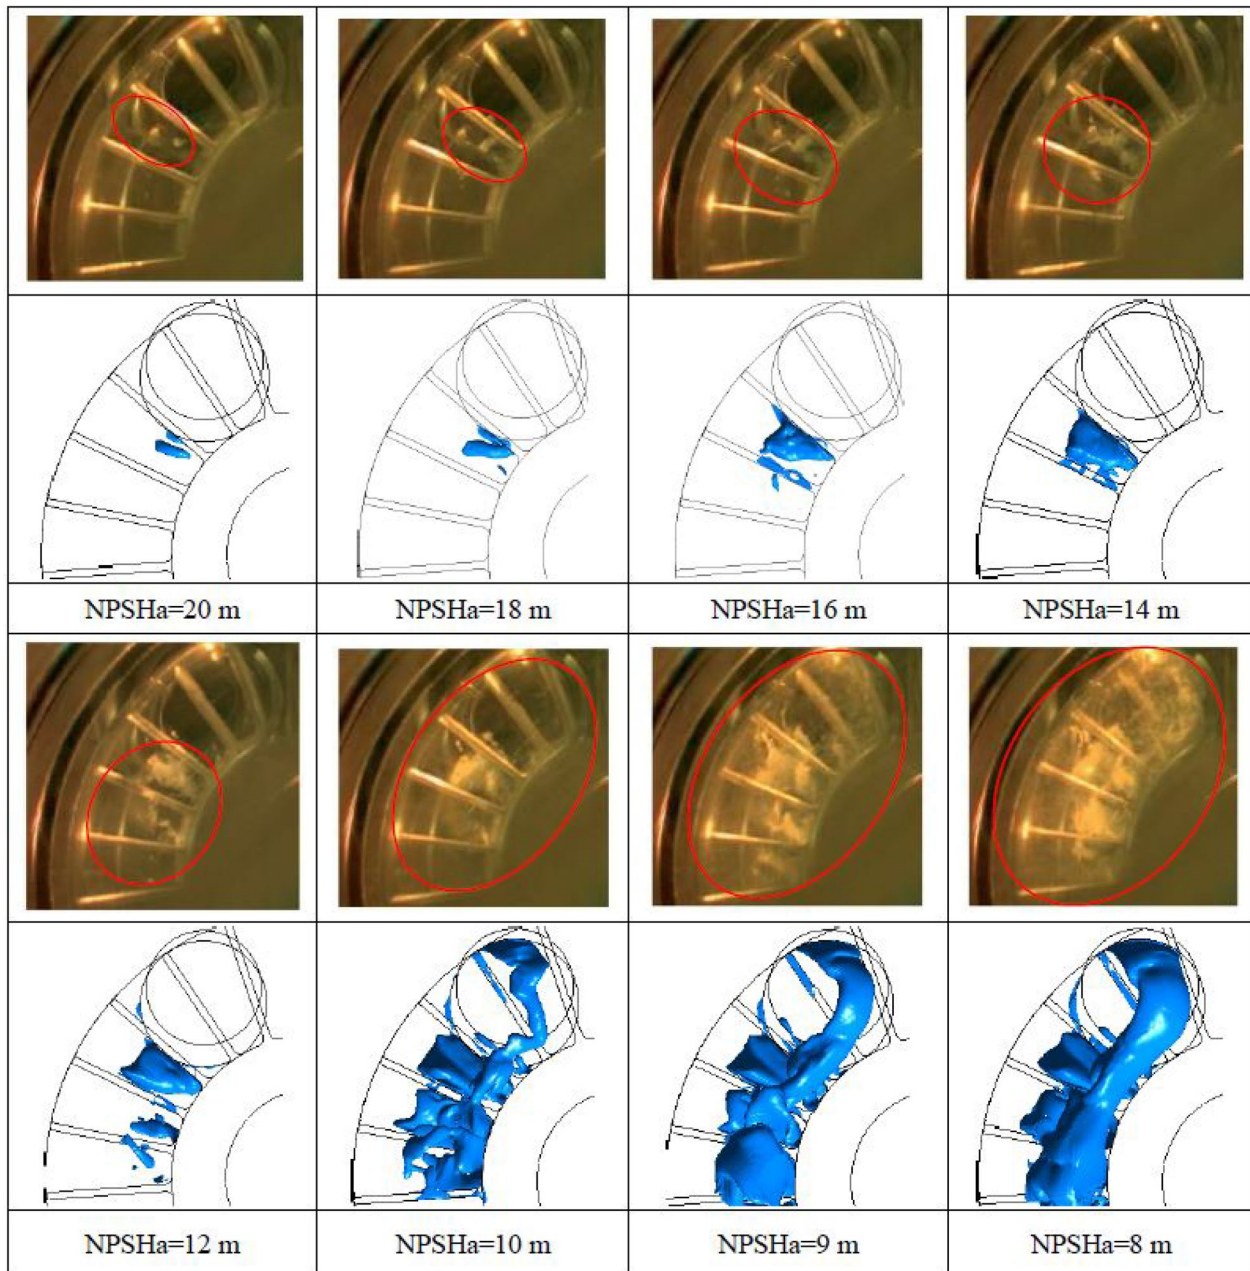 NPSHa=20 m
NPSHa=18 m
NPSHa=16 m
NPSHa=14 m
NPSHa=12 m
NPSHa=10 m
NPSHa=9 m
NPSHa=8 m